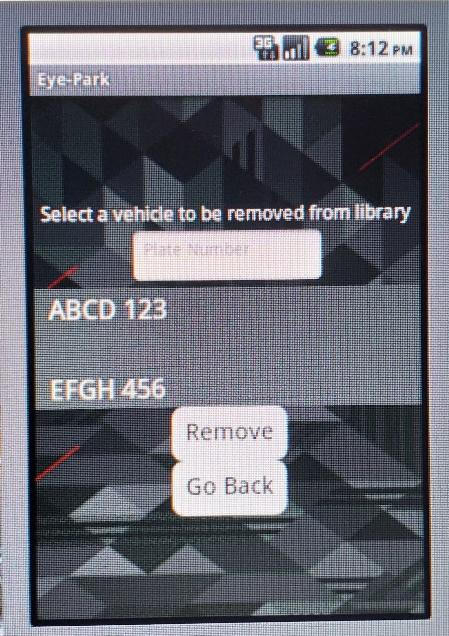 3G 8:12 PM
Eye-Park
Select a vehicle to be removed from library
Plate Number
ABCD 123
EFGH 456
Remove
Go Back